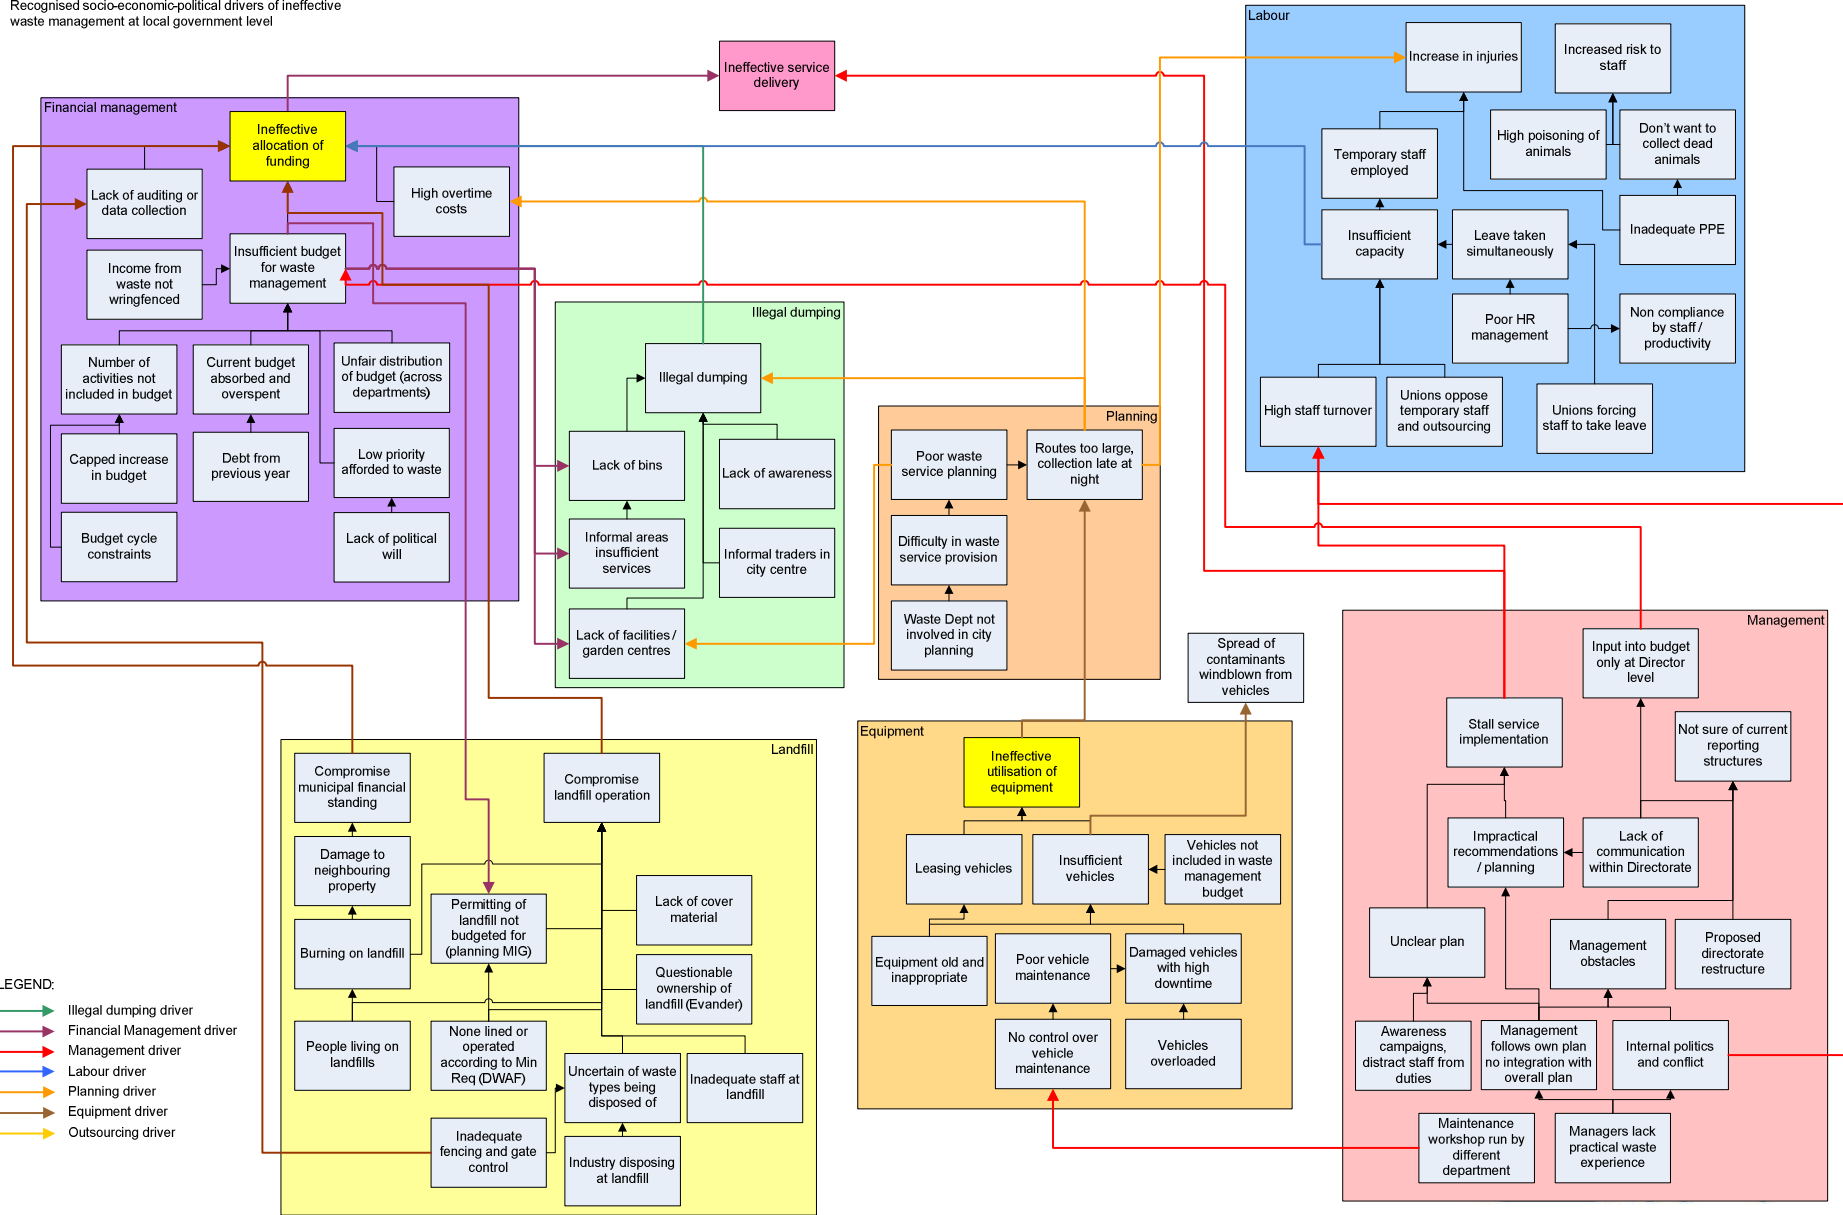 Recognised socio-economic-political drivers of ineffective
waste management at local government level
Ineffective service
delivery
Financial management
Ineffective
allocation of
funding
Lack of auditing or
data collection
High overtime
costs
Income from
waste not
wringfenced
Insufficient budget
for waste
management
Number of
activities not
included in budget
Current budget
absorbed and
overspent
Unfair distribution
of budget (across
departments)
Capped increase
in budget
Debt from
previous year
Low priority
afforded to waste
Budget cycle
constraints
Lack of political
will
Illegal dumping
Illegal dumping
Lack of bins
Lack of awareness
Informal areas
insufficient
services
Informal traders in
city centre
Lack of facilities /
garden centres
Planning
Poor waste
service planning
Routes too large,
collection late at
night
Difficulty in waste
service provision
Waste Dept not
involved in city
planning
Labour
Increase in injuries
Increased risk to
staff
High poisoning of
animals
Don't want to
collect dead
animals
Temporary staff
employed
Insufficient
capacity
Leave taken
simultaneously
Inadequate PPE
Poor HR
management
Non compliance
by staff /
productivity
High staff turnover
Unions oppose
temporary staff
and outsourcing
Unions forcing
staff to take leave
Spread of
contaminants
windblown from
vehicles
Equipment
Ineffective
utilisation of
equipment
Leasing vehicles
Insufficient
vehicles
Vehicles not
included in waste
management
budget
Equipment old and
inappropriate
Poor vehicle
maintenance
Damaged vehicles
with high
downtime
No control over
vehicle
maintenance
Vehicles
overloaded
Management
Input into budget
only at Director
level
Stall service
implementation
Not sure of current
reporting
structures
Impractical
recommendations
/ planning
Lack of
communication
within Directorate
Unclear plan
Management
obstacles
Proposed
directorate
restructure
Awareness
campaigns,
distract staff from
duties
Management
follows own plan
no integration with
overall plan
Internal politics
and conflict
Maintenance
workshop run by
different
department
Managers lack
practical waste
experience
Landfill
Compromise
municipal financial
standing
Compromise
landfill operation
Damage to
neighbouring
property
Burning on landfill
Permitting of
landfill not
budgeted for
(planning MIG)
Lack of cover
material
Questionable
ownership of
landfill (Evander)
People living on
landfills
None lined or
operated
according to Min
Req (DWAF)
Uncertain of waste
types being
disposed of
Inadequate staff at
landfill
Inadequate
fencing and gate
control
Industry disposing
at landfill
LEGEND:
Illegal dumping driver
Financial Management driver
Management driver
Labour driver
Planning driver
Equipment driver
Outsourcing driver